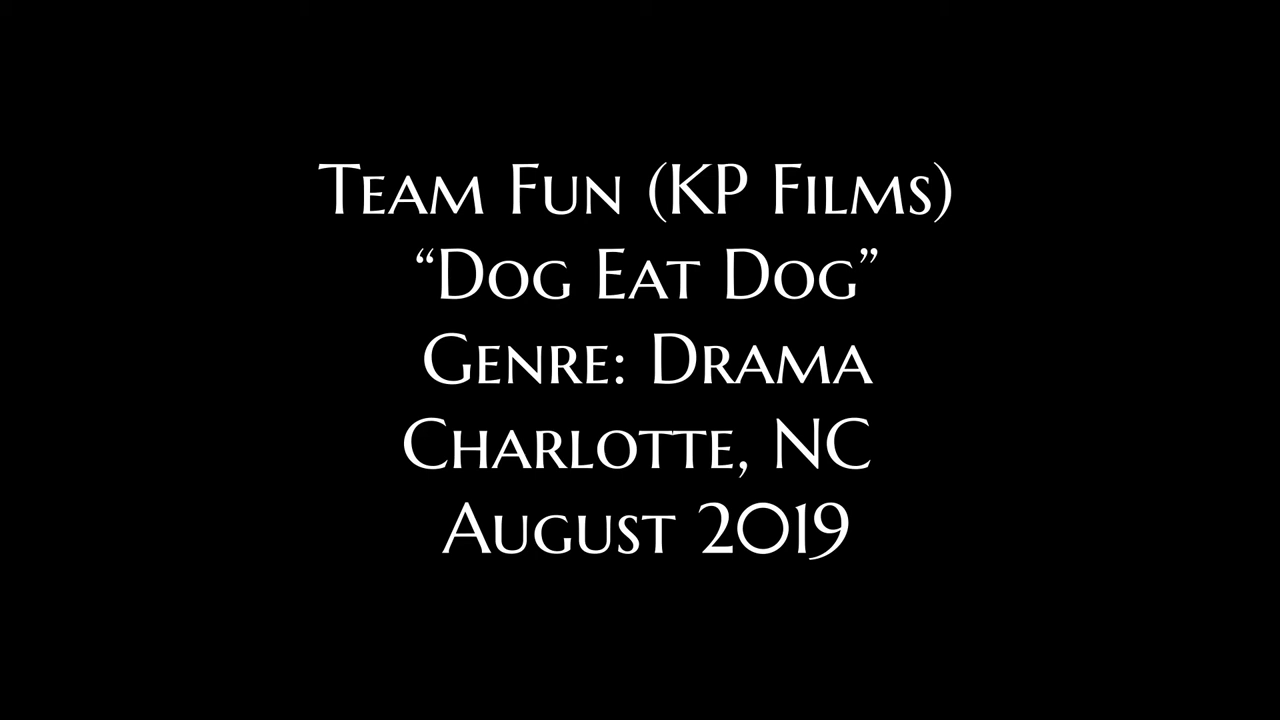 Team Fun (KP Films)
“Dog Eat Dog”
Genre: Drama
Charlotte, NC
August 2019